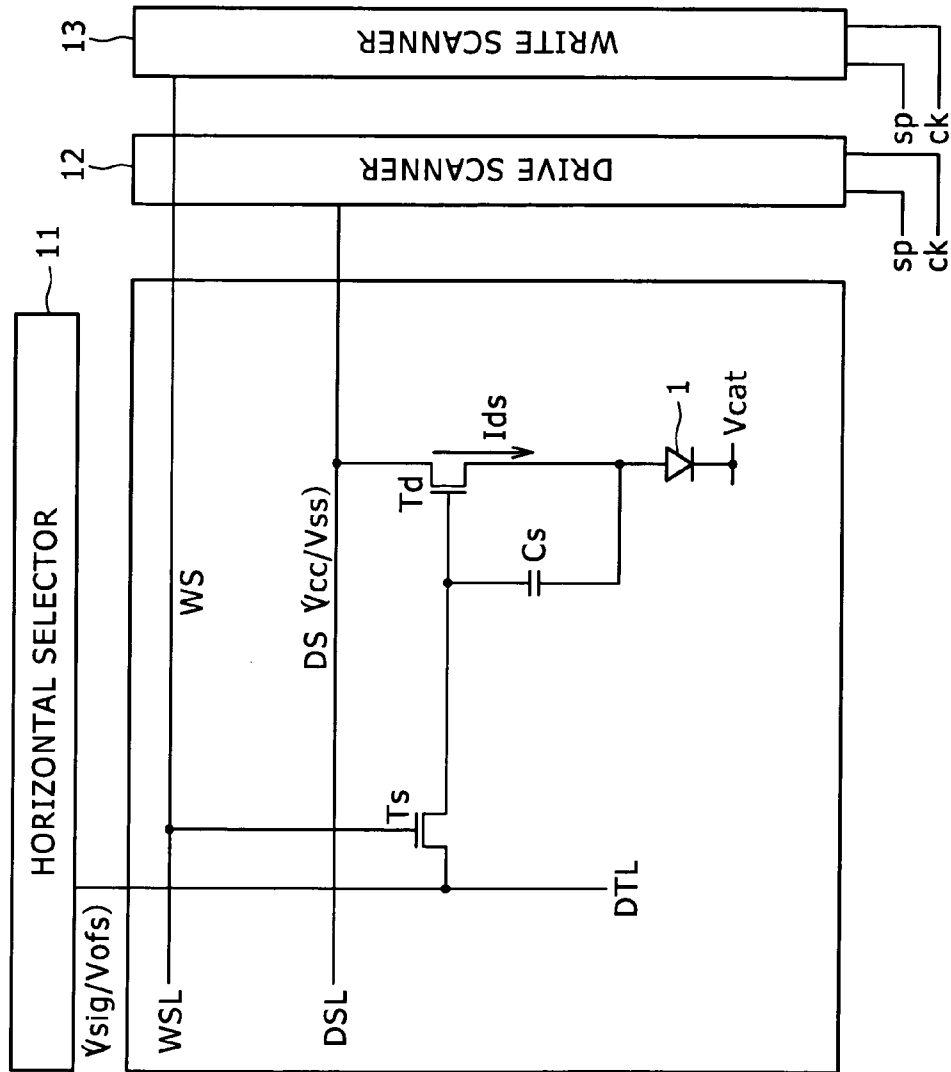 13
WRITE SCANNER
sp
ck
12
DRIVE SCANNER
sp
ck
11
HORIZONTAL SELECTOR
(Vsig/Vofs)
WSL
WS
DSL
DS (Vcc/Vss)
Td
Ids
Ts
Cs
1
Vcat
DTL